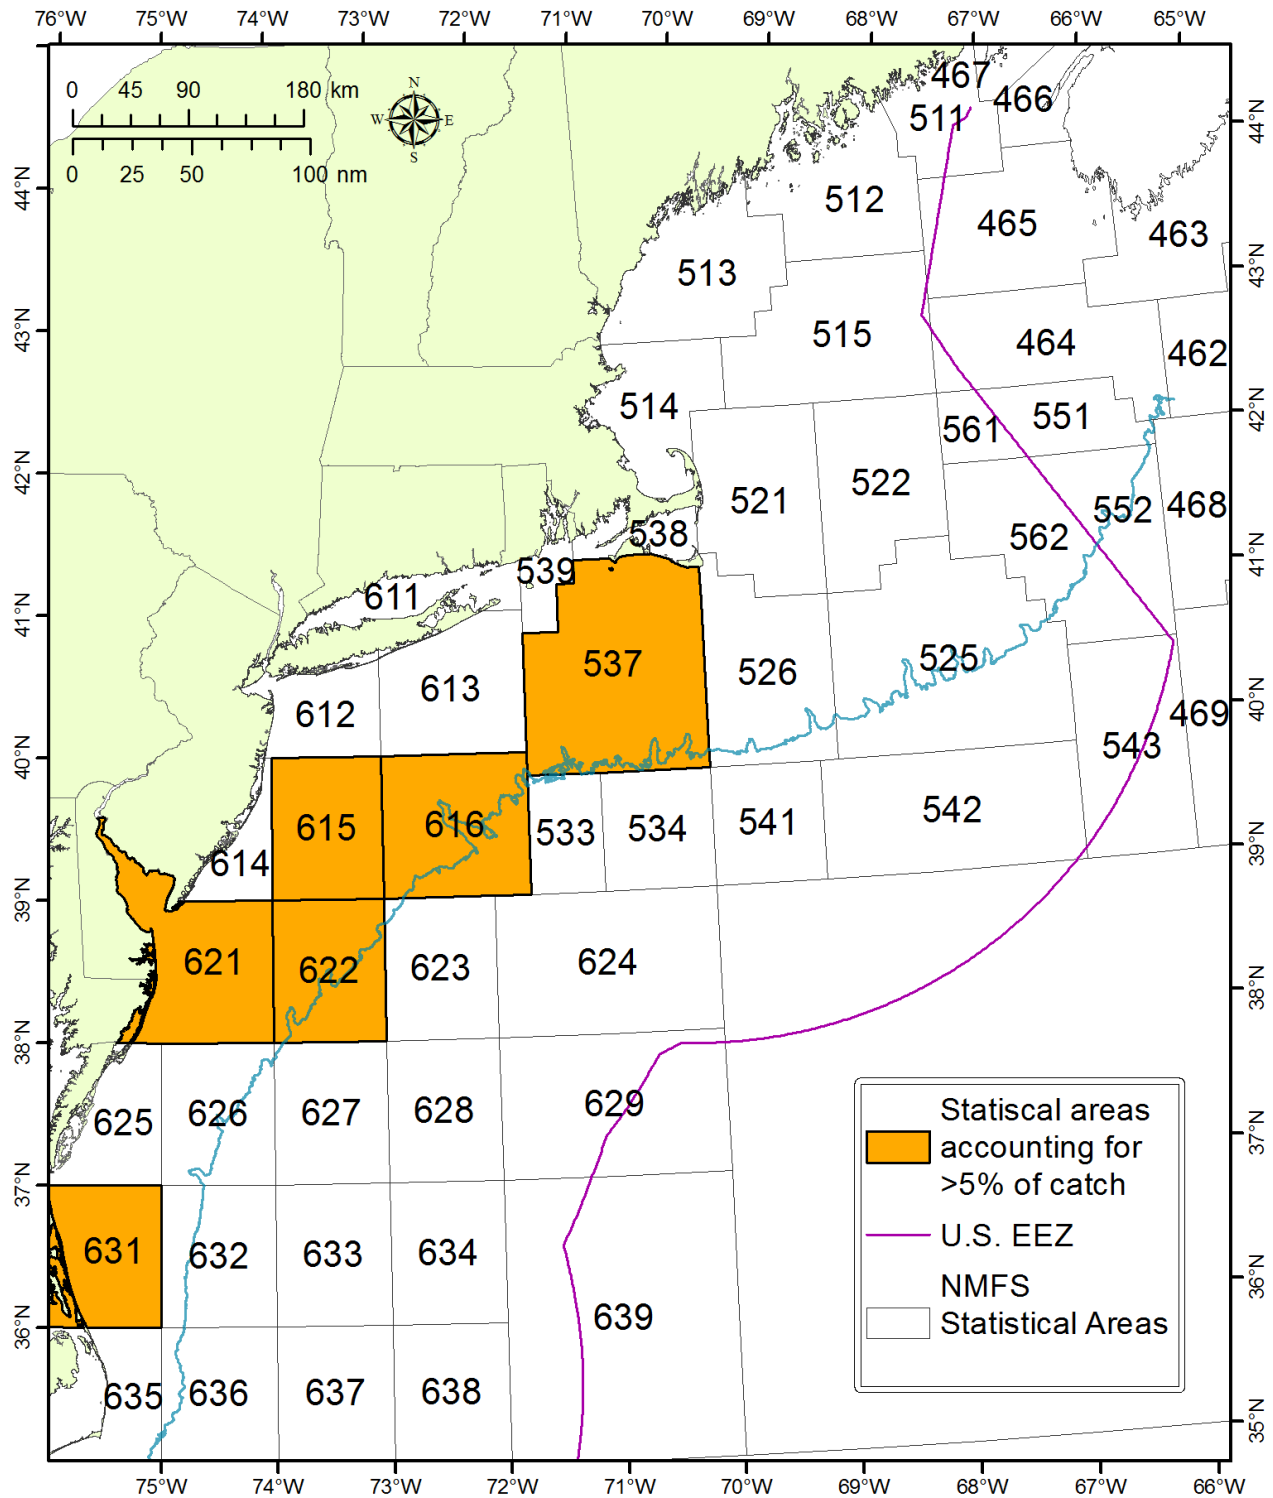 76°W 75°W 74°W 73°W 72°W 71°W 70°W 69°W 68°W 67°W 66°W 65°W
0 45 90 180 km
0 25 50 100 nm
N
W E
S
467
466
511
44°N
44°N
512
465
463
513
43°N
43°N
515
464
462
514
561
551
42°N
42°N
521
522
552
468
538
562
539
41°N
611
41°N
537
526
525
613
612
40°N
469
543
40°N
615
616
533
534
541
542
39°N
614
39°N
621
622
623
624
38°N
38°N
625
626
627
628
629
37°N
37°N
631
632
633
634
36°N
36°N
639
635
636
637
638
35°N
Statiscal areas
accounting for
>5% of catch
U.S. EEZ
NMFS
Statistical Areas
75°W 74°W 73°W 72°W 71°W 70°W 69°W 68°W 67°W 66°W